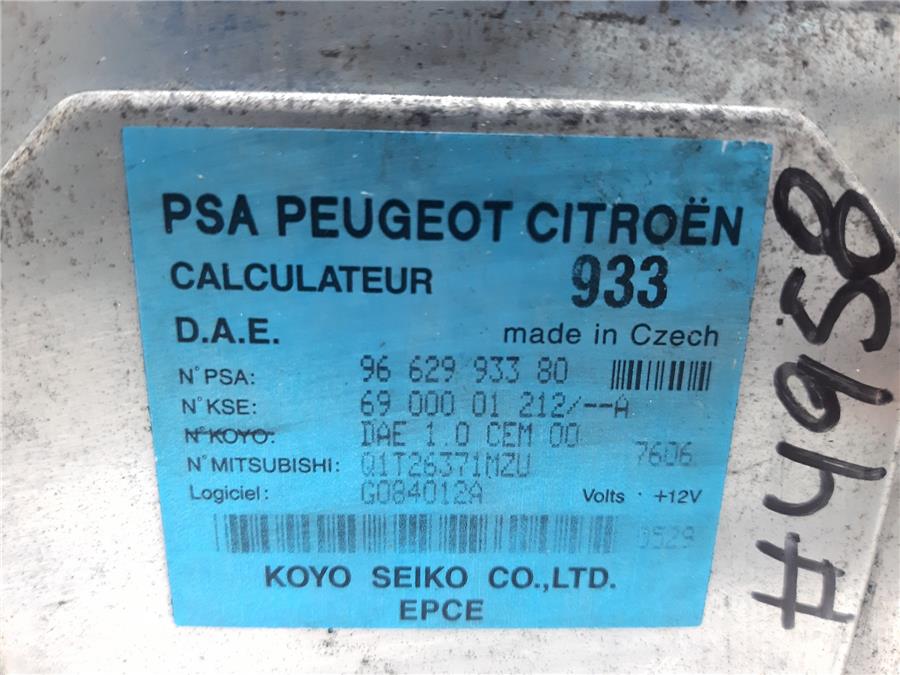 PSA PEUGEOT CITROËN
CALCULATEUR 933
D.A.E. made in Czech
N°PSA: 96 629 933 80
N°KSE: 69 000 01 212/--A
N°KOYO: DAE 1.0 CEM 00
N°MITSUBISHI: Q1T26371MZU 7606
Logiciel: G084012A Volts · +12V
0529
KOYO SEIKO CO.,LTD.
EPCE
#4958